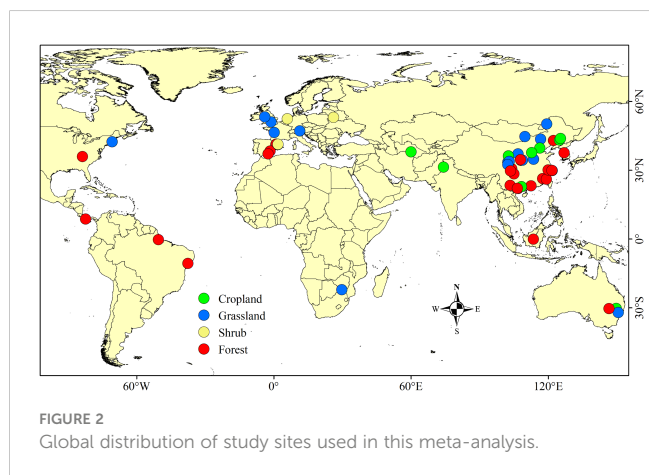 60°N
30°N
0°
30°S
Cropland
Grassland
Shrub
Forest
N
W E
S
60°W 0° 60°E 120°E
FIGURE 2
Global distribution of study sites used in this meta-analysis.